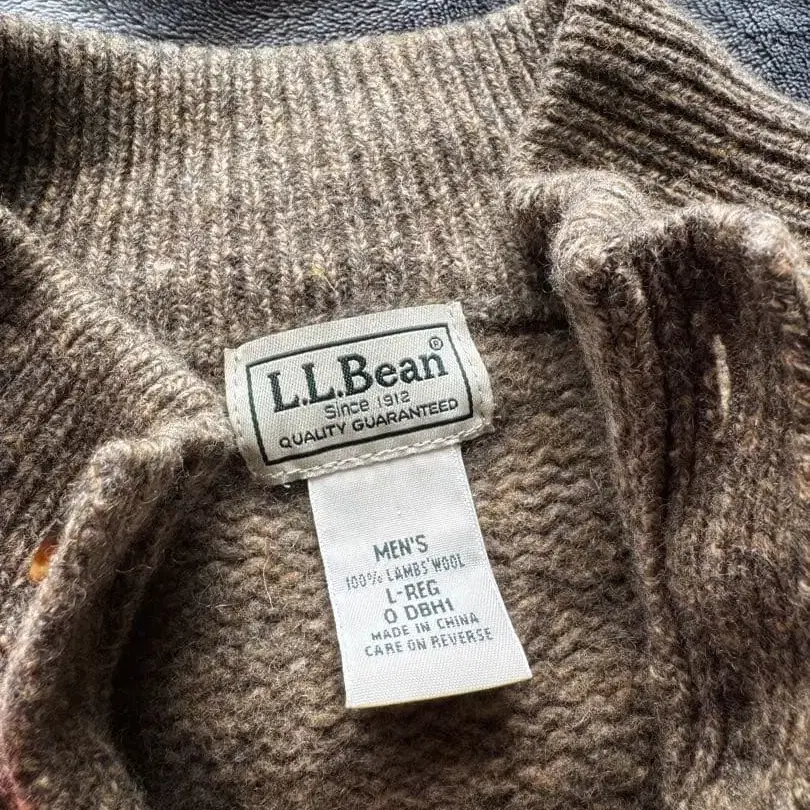 L.L.Bean®
Since 1912
QUALITY GUARANTEED
MEN'S
100% LAMBS' WOOL
L-REG
0 DBH1
MADE IN CHINA
CARE ON REVERSE